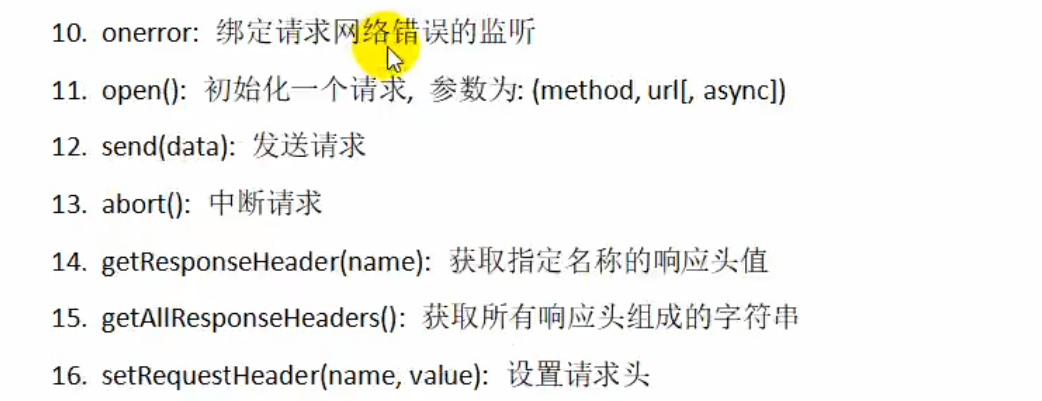 10. onerror: 绑定请求网络错误的监听
11. open(): 初始化一个请求, 参数为: (method, url[, async])
12. send(data): 发送请求
13. abort(): 中断请求
14. getResponseHeader(name): 获取指定名称的响应头值
15. getAllResponseHeaders(): 获取所有响应头组成的字符串
16. setRequestHeader(name, value): 设置请求头